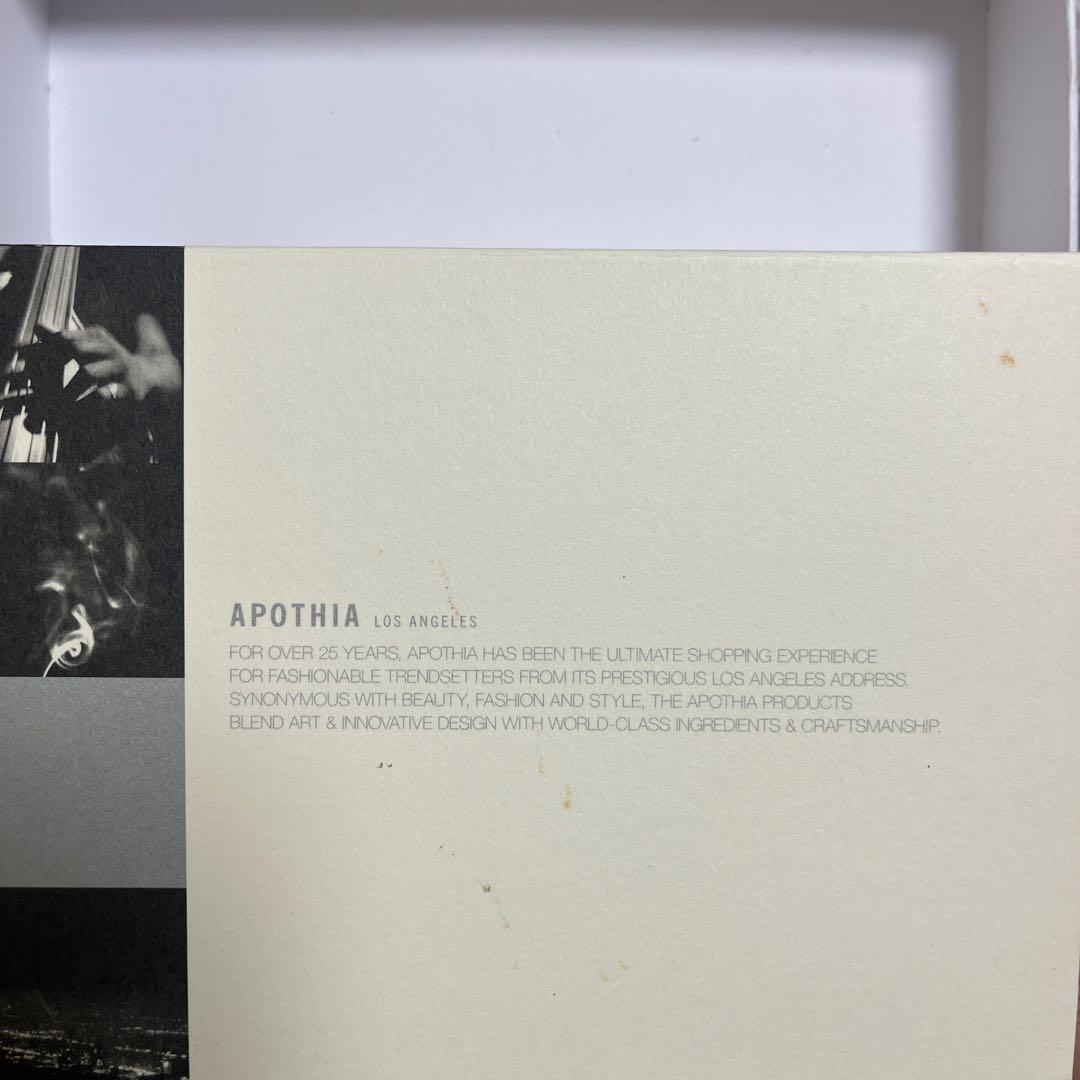 APOTHIA LOS ANGELES
FOR OVER 25 YEARS, APOTHIA HAS BEEN THE ULTIMATE SHOPPING EXPERIENCE
FOR FASHIONABLE TRENDSETTERS FROM ITS PRESTIGIOUS LOS ANGELES ADDRESS.
SYNONYMOUS WITH BEAUTY, FASHION AND STYLE, THE APOTHIA PRODUCTS
BLEND ART & INNOVATIVE DESIGN WITH WORLD-CLASS INGREDIENTS & CRAFTSMANSHIP.